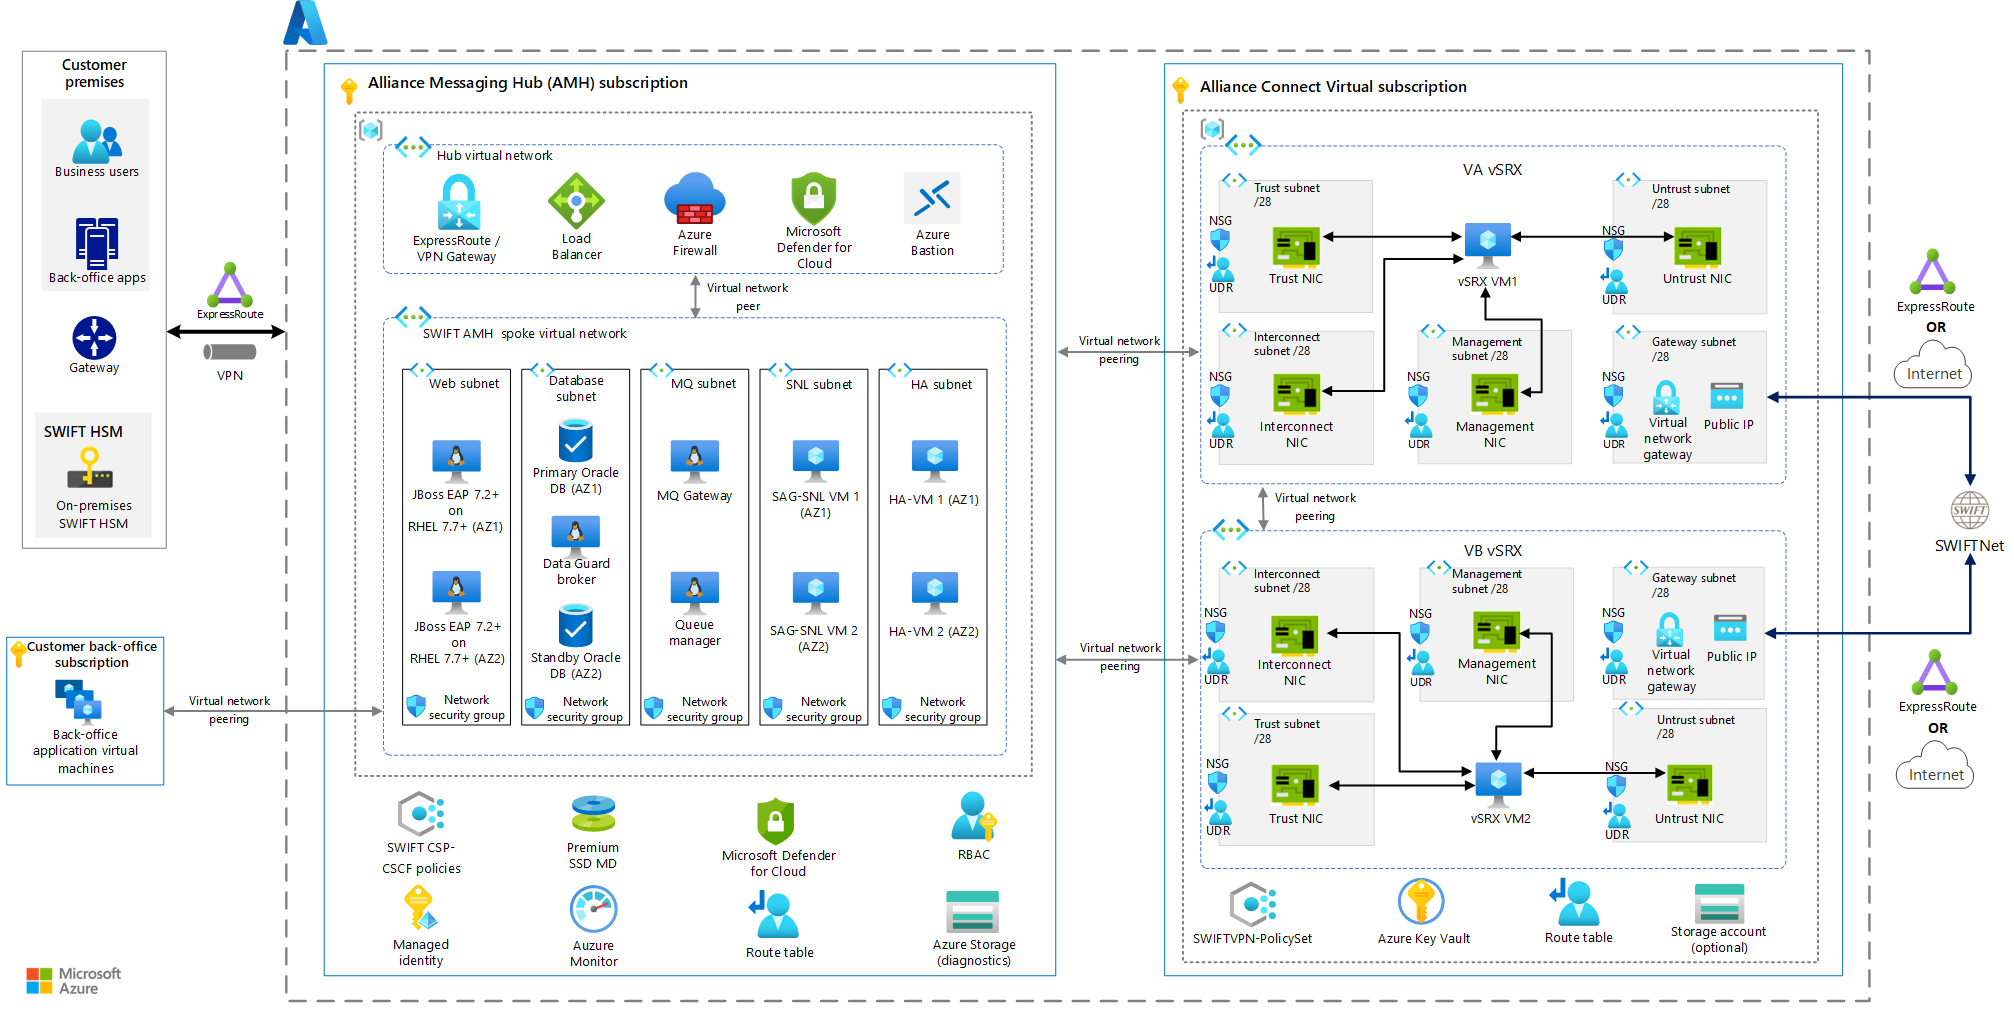 Customer
premises
Business users
Back-office apps
Gateway
SWIFT HSM
On-premises
SWIFT HSM
ExpressRoute
VPN
Customer back-office
subscription
Back-office
application virtual
machines
Virtual network
peering
Microsoft
Azure
Alliance Messaging Hub (AMH) subscription
Hub virtual network
ExpressRoute /
VPN Gateway
Load
Balancer
Azure
Firewall
Microsoft
Defender for
Cloud
Azure
Bastion
Virtual network
peer
SWIFT AMH spoke virtual network
Web subnet
JBoss EAP 7.2+
on
RHEL 7.7+ (AZ1)
JBoss EAP 7.2+
on
RHEL 7.7+ (AZ2)
Network
security group
Database
subnet
Primary Oracle
DB (AZ1)
Data Guard
broker
Standby Oracle
DB (AZ2)
Network
security group
MQ subnet
MQ Gateway
Queue
manager
Network
security group
SNL subnet
SAG-SNL VM 1
(AZ1)
SAG-SNL VM 2
(AZ2)
Network
security group
HA subnet
HA-VM 1 (AZ1)
HA-VM 2 (AZ2)
Network
security group
SWIFT CSP-
CSCF policies
Premium
SSD MD
Microsoft Defender
for Cloud
RBAC
Managed
identity
Auzure
Monitor
Route table
Azure Storage
(diagnostics)
Virtual network
peering
Virtual network
peering
Alliance Connect Virtual subscription
VA vSRX
Trust subnet
/28
NSG
UDR
Trust NIC
vSRX VM1
Untrust subnet
/28
NSG
UDR
Untrust NIC
Interconnect
subnet /28
NSG
UDR
Interconnect
NIC
Management
subnet /28
NSG
UDR
Management
NIC
Gateway subnet
/28
NSG
UDR
Virtual
network
gateway
Public IP
Virtual network
peering
VB vSRX
Interconnect
subnet /28
NSG
UDR
Interconnect
NIC
Management
subnet /28
NSG
UDR
Management
NIC
Gateway subnet
/28
NSG
UDR
Virtual
network
gateway
Public IP
Trust subnet
/28
NSG
UDR
Trust NIC
vSRX VM2
Untrust subnet
/28
NSG
UDR
Untrust NIC
SWIFTVPN-PolicySet
Azure Key Vault
Route table
Storage account
(optional)
ExpressRoute
OR
Internet
SWIFT
SWIFTNet
ExpressRoute
OR
Internet